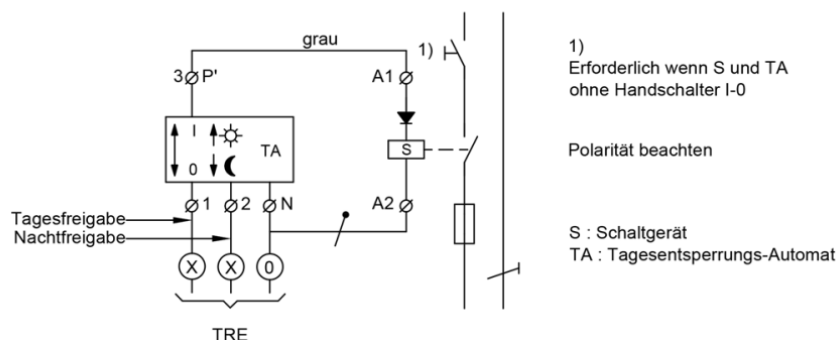 grau
1)
3 P'
A1
I
0
TA
S
1
2
N
A2
Tagesfreigabe
Nachtfreigabe
X
X
0
TRE
1)
Erforderlich wenn S und TA
ohne Handschalter I-0
Polarität beachten
S : Schaltgerät
TA : Tagesentsperrungs-Automat